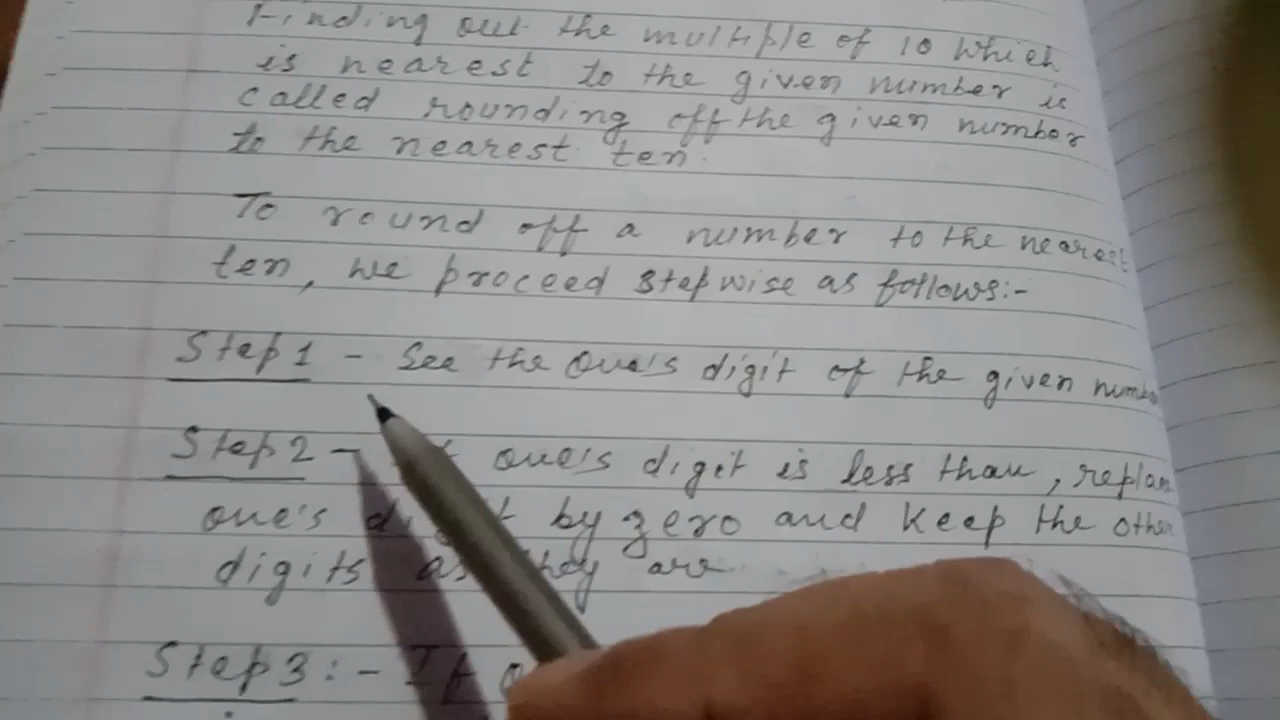 Finding out the multiple of 10 which
is nearest to the given number is
called rounding off the given number
to the nearest ten.
To round off a number to the nearest
ten, we proceed stepwise as follows:-
Step 1 - See the one's digit of the given
Step 2 - one's digit is less than,
one's by zero and keep the other
digits are
Step 3 :- If